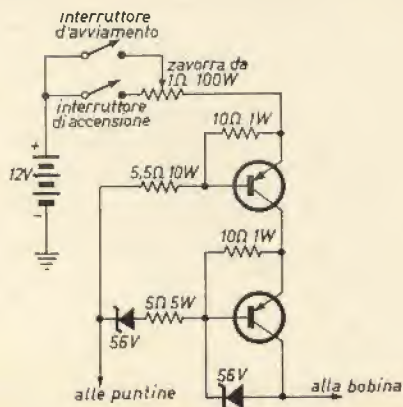 interruttore
d'avviamento
zavorra da
1Ω 100W
interruttore
di accensione
10Ω 1W
+
12V
-
5,5Ω 10W
10Ω 1W
5Ω 5W
56V
56V
alle puntine
alla bobina